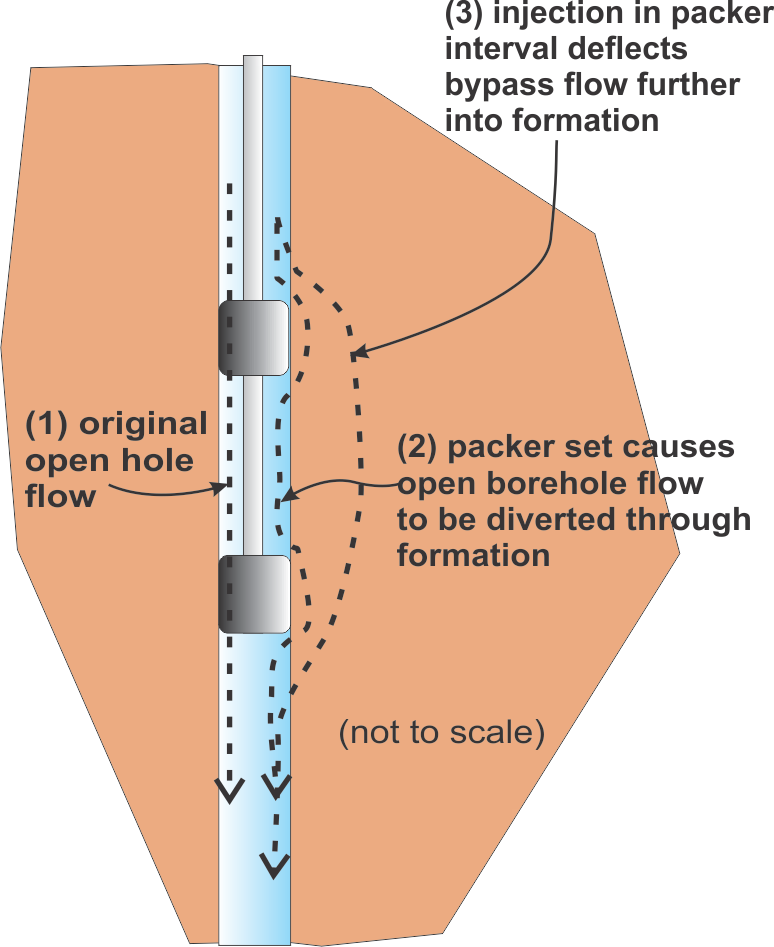 (3) injection in packer
interval deflects
bypass flow further
into formation
(1) original
open hole
flow
(2) packer set causes
open borehole flow
to be diverted through
formation
(not to scale)